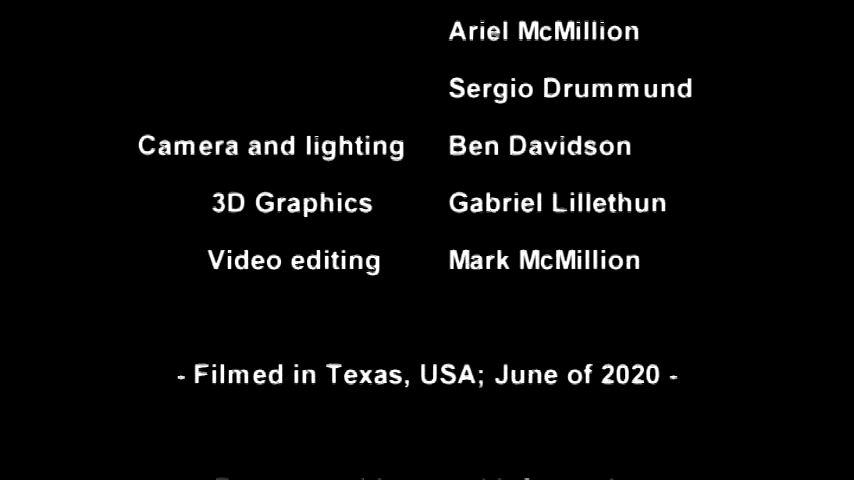 Ariel McMillion
Sergio Drummund
Camera and lighting Ben Davidson
3D Graphics Gabriel Lillethun
Video editing Mark McMillion
- Filmed in Texas, USA; June of 2020 -